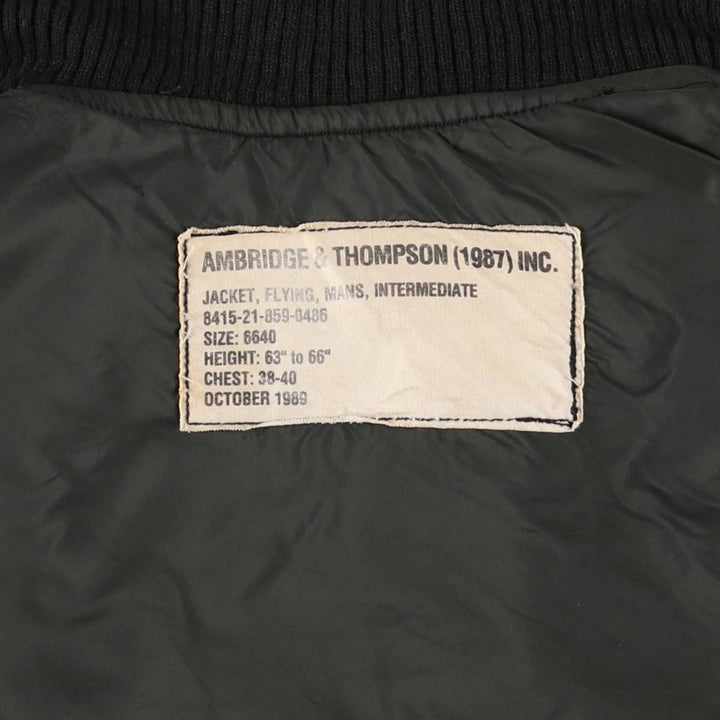 AMBRIDGE & THOMPSON (1987) INC.
JACKET, FLYING, MANS, INTERMEDIATE
8415-21-859-0486
SIZE: 6640
HEIGHT: 63" to 66"
CHEST: 38-40
OCTOBER 1989